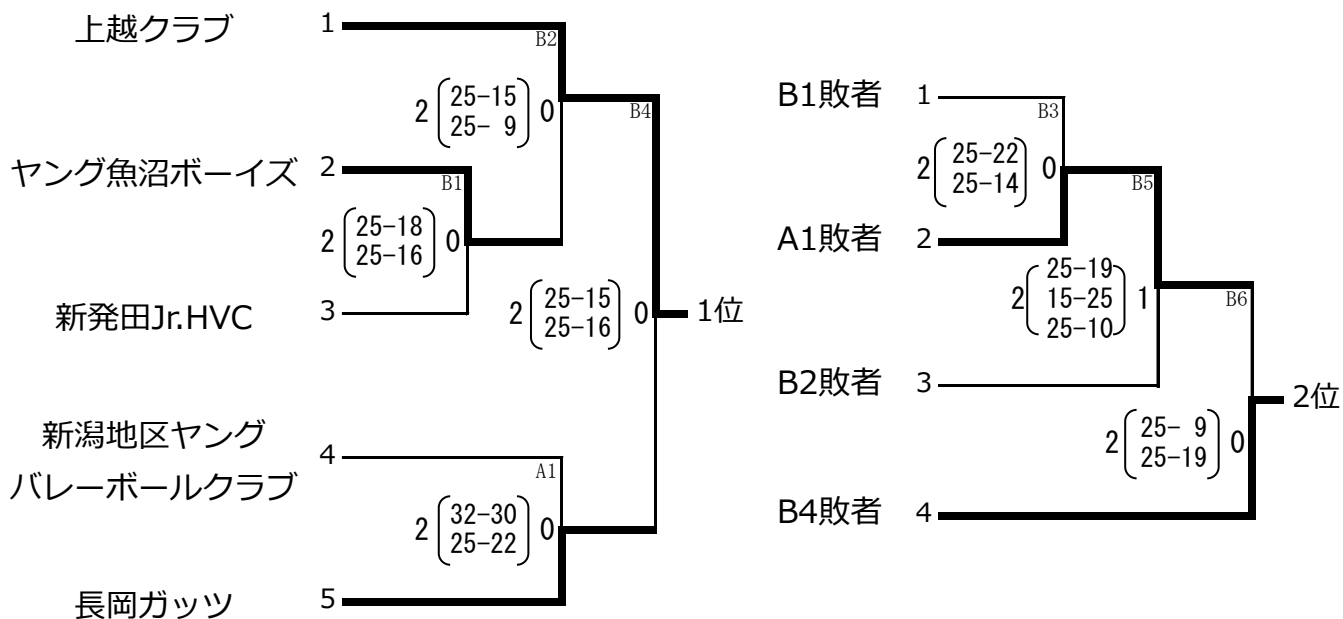 上越クラブ 1
B2
2 25-15 0
25- 9
B4
ヤング魚沼ボーイズ 2
B1
2 25-18 0
25-16
新発田Jr.HVC 3
2 25-15 0
25-16
1位
新潟地区ヤング
バレーボールクラブ
4
A1
2 32-30 0
25-22
長岡ガッツ 5
B1敗者 1
B3
2 25-22 0
25-14
B5
A1敗者 2
25-19
2 15-25 1
25-10
B6
B2敗者 3
2位
2 25- 9 0
25-19
B4敗者 4